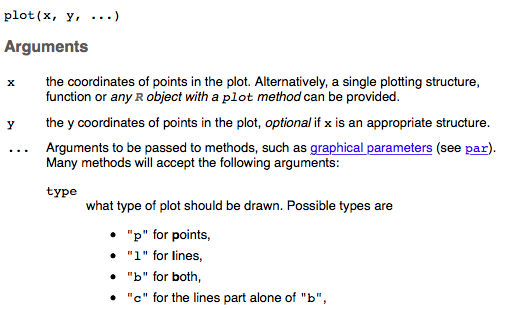 plot(x, y, ...)
Arguments
x the coordinates of points in the plot. Alternatively, a single plotting structure,
function or any R object with a plot method can be provided.
y the y coordinates of points in the plot, optional if x is an appropriate structure.
... Arguments to be passed to methods, such as graphical parameters (see par).
Many methods will accept the following arguments:
type
what type of plot should be drawn. Possible types are
• "p" for points,
• "l" for lines,
• "b" for both,
• "c" for the lines part alone of "b",